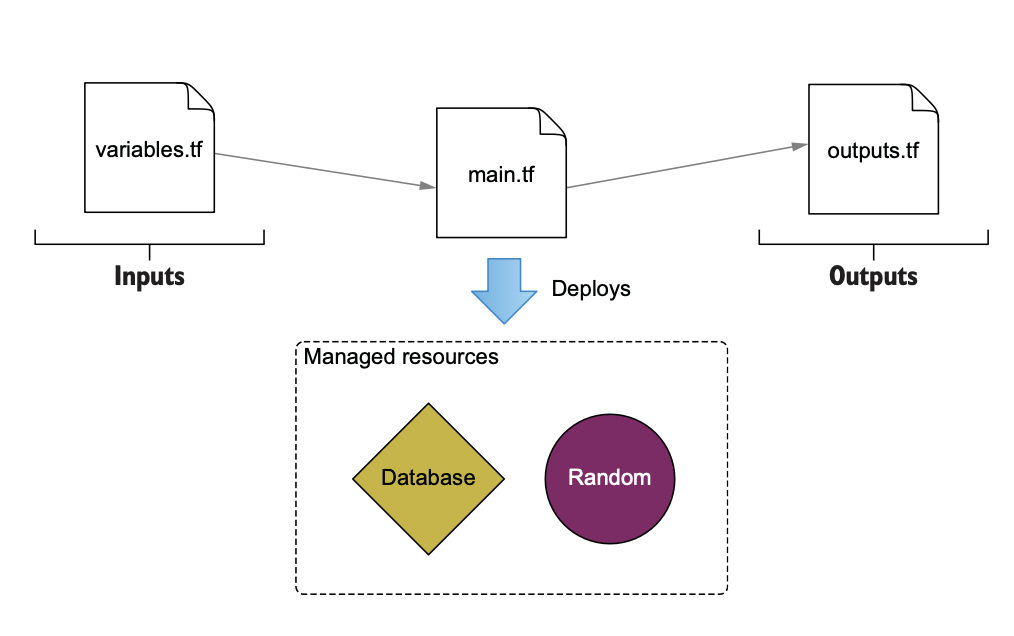 variables.tf
main.tf
outputs.tf
Inputs
Outputs
Deploys
Managed resources
Database
Random